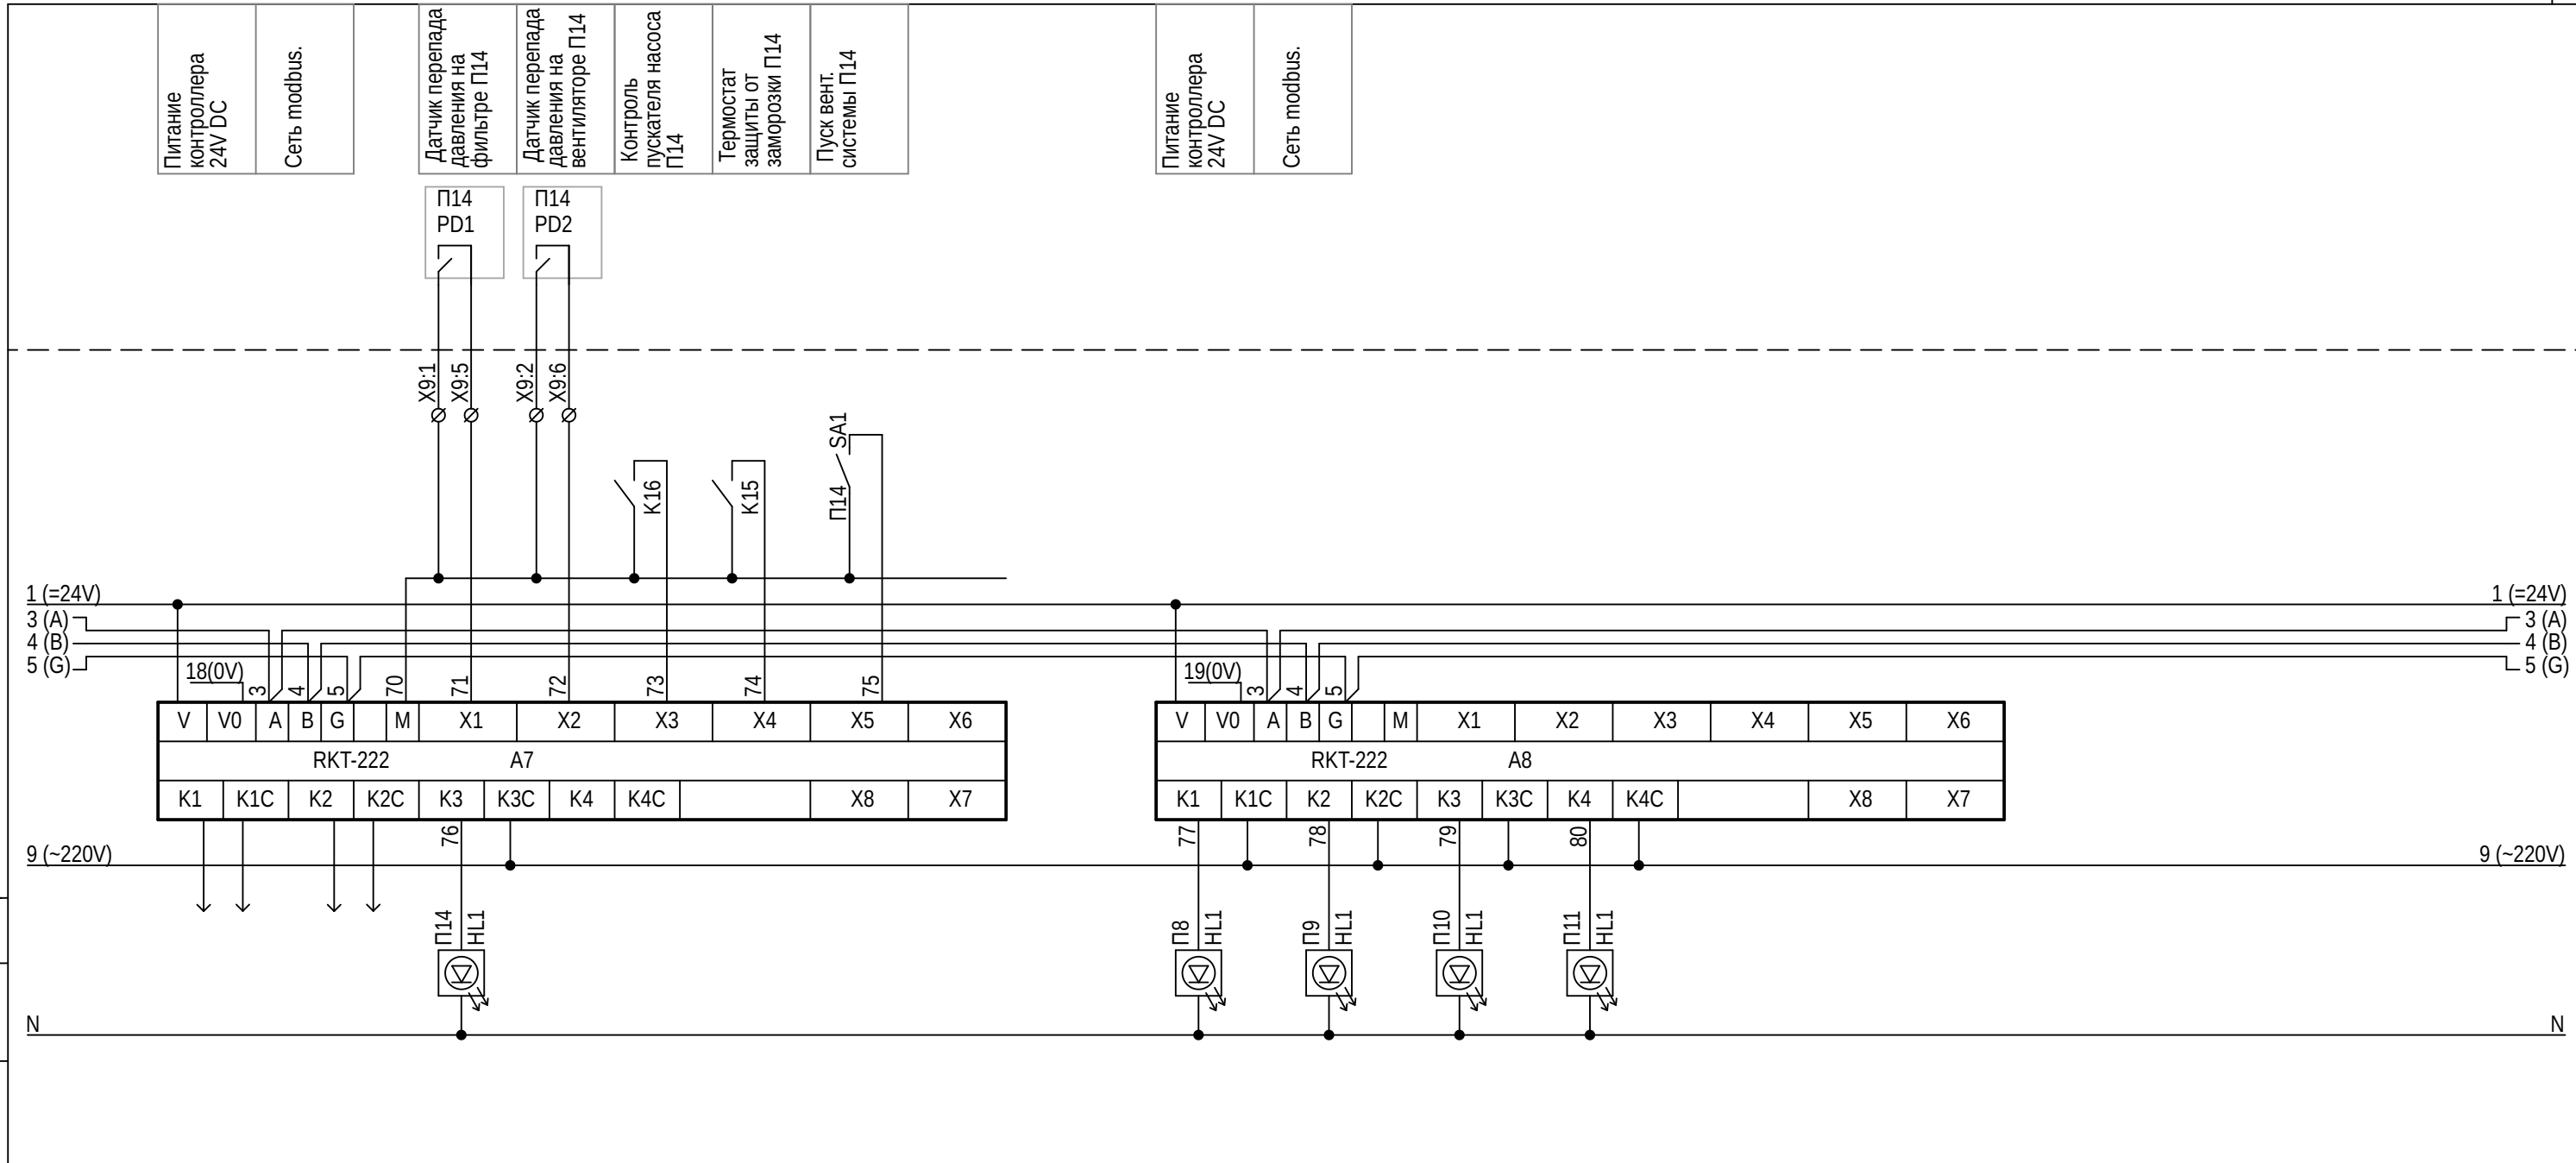 Питание
контроллера
24V DC
Сеть modbus.
Датчик перепада
давления на
фильтре П14
Датчик перепада
давления на
вентиляторе П14
Контроль
пускателя насоса
П14
Термостат
защиты от
заморозки П14
Пуск вент.
системы П14
Питание
контроллера
24V DC
Сеть modbus.
П14
PD1
П14
PD2
X9:1
X9:5
X9:2
X9:6
K16
K15
SA1
П14
1 (=24V)
3 (A)
4 (B)
5 (G)
1 (=24V)
3 (A)
4 (B)
5 (G)
18(0V)
3
4
5
70
71
72
73
74
75
19(0V)
3
4
5
V V0 A B G M X1 X2 X3 X4 X5 X6
RKT-222 A7
K1 K1C K2 K2C K3 K3C K4 K4C X8 X7
V V0 A B G M X1 X2 X3 X4 X5 X6
RKT-222 A8
K1 K1C K2 K2C K3 K3C K4 K4C X8 X7
76
77
78
79
80
9 (~220V)
9 (~220V)
П14
HL1
П8
HL1
П9
HL1
П10
HL1
П11
HL1
N
N